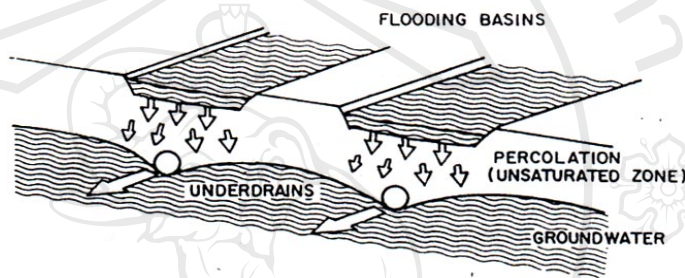 FLOODING BASINS
PERCOLATION
(UNSATURATED ZONE)
UNDERDRAINS
GROUNDWATER